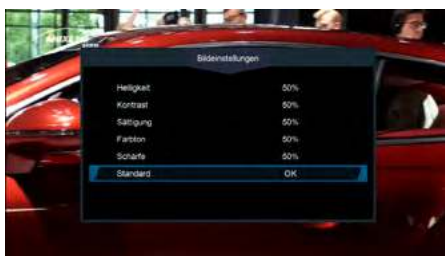 Bildeinstellungen
Helligkeit 50%
Kontrast 50%
Sättigung 50%
Farbton 50%
Schärfe 50%
Standard OK